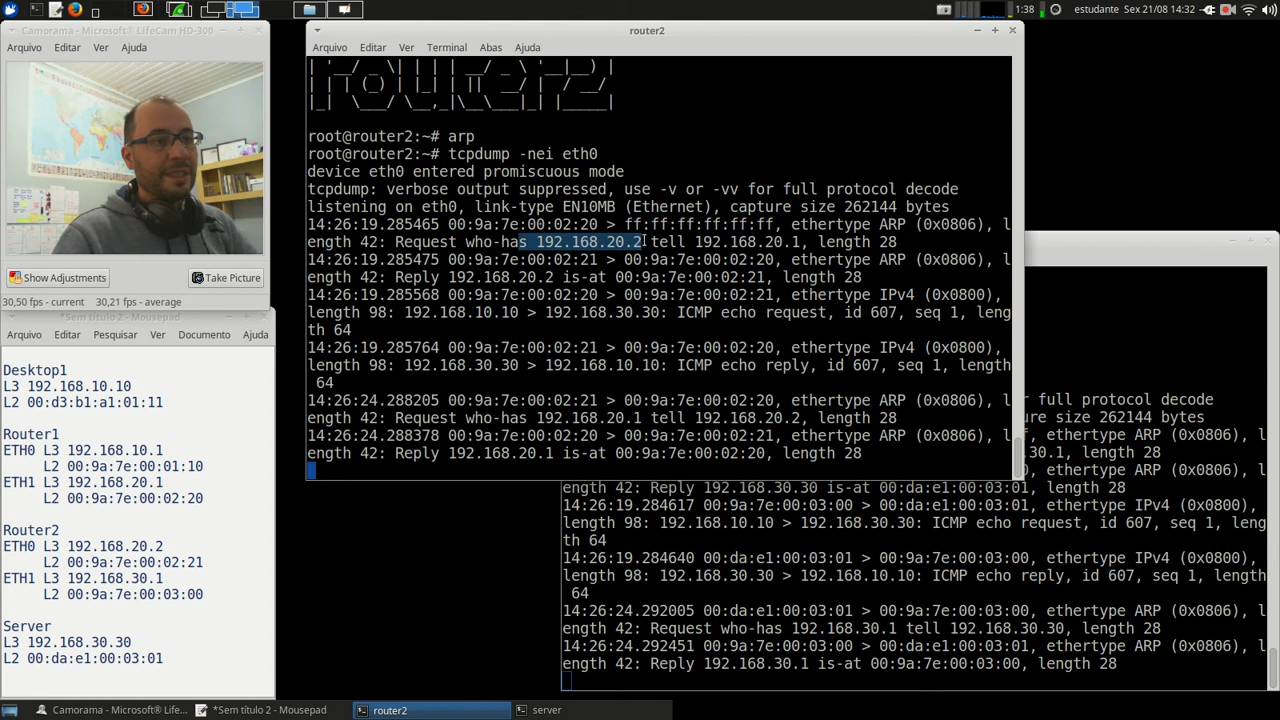 1:38 estudante Sex 21/08 14:32
Camorama - Microsoft® LifeCam HD-300
Arquivo Editar Ver Ajuda
Show Adjustments Take Picture
30,50 fps - current 30,21 fps - average
*Sem título 2 - Mousepad
Arquivo Editar Pesquisar Ver Documento Ajuda
Desktop1
L3 192.168.10.10
L2 00:d3:b1:a1:01:11
Router1
ETH0 L3 192.168.10.1
L2 00:9a:7e:00:01:10
ETH1 L3 192.168.20.1
L2 00:9a:7e:00:02:20
Router2
ETH0 L3 192.168.20.2
L2 00:9a:7e:00:02:21
ETH1 L3 192.168.30.1
L2 00:9a:7e:00:03:00
Server
L3 192.168.30.30
L2 00:da:e1:00:03:01
router2
Arquivo Editar Ver Terminal Abas Ajuda
router2
root@router2:~# arp
root@router2:~# tcpdump -nei eth0
device eth0 entered promiscuous mode
tcpdump: verbose output suppressed, use -v or -vv for full protocol decode
listening on eth0, link-type EN10MB (Ethernet), capture size 262144 bytes
14:26:19.285465 00:9a:7e:00:02:20 > ff:ff:ff:ff:ff:ff, ethertype ARP (0x0806), l
ength 42: Request who-has 192.168.20.2 tell 192.168.20.1, length 28
14:26:19.285475 00:9a:7e:00:02:21 > 00:9a:7e:00:02:20, ethertype ARP (0x0806), l
ength 42: Reply 192.168.20.2 is-at 00:9a:7e:00:02:21, length 28
14:26:19.285568 00:9a:7e:00:02:20 > 00:9a:7e:00:02:21, ethertype IPv4 (0x0800),
length 98: 192.168.10.10 > 192.168.30.30: ICMP echo request, id 607, seq 1, leng
th 64
14:26:19.285764 00:9a:7e:00:02:21 > 00:9a:7e:00:02:20, ethertype IPv4 (0x0800),
length 98: 192.168.30.30 > 192.168.10.10: ICMP echo reply, id 607, seq 1, length
64
14:26:24.288205 00:9a:7e:00:02:21 > 00:9a:7e:00:02:20, ethertype ARP (0x0806), l
ength 42: Request who-has 192.168.20.1 tell 192.168.20.2, length 28
14:26:24.288378 00:9a:7e:00:02:20 > 00:9a:7e:00:02:21, ethertype ARP (0x0806), l
ength 42: Reply 192.168.20.1 is-at 00:9a:7e:00:02:20, length 28
r full protocol decode
ure size 262144 bytes
f, ethertype ARP (0x0806), l
30.1, length 28
0, ethertype ARP (0x0806), l
ength 42: Reply 192.168.30.30 is-at 00:da:e1:00:03:01, length 28
14:26:19.284617 00:9a:7e:00:03:00 > 00:da:e1:00:03:01, ethertype IPv4 (0x0800),
length 98: 192.168.10.10 > 192.168.30.30: ICMP echo request, id 607, seq 1, leng
th 64
14:26:19.284640 00:da:e1:00:03:01 > 00:9a:7e:00:03:00, ethertype IPv4 (0x0800),
length 98: 192.168.30.30 > 192.168.10.10: ICMP echo reply, id 607, seq 1, length
64
14:26:24.292005 00:da:e1:00:03:01 > 00:9a:7e:00:03:00, ethertype ARP (0x0806), l
ength 42: Request who-has 192.168.30.1 tell 192.168.30.30, length 28
14:26:24.292451 00:9a:7e:00:03:00 > 00:da:e1:00:03:01, ethertype ARP (0x0806), l
ength 42: Reply 192.168.30.1 is-at 00:9a:7e:00:03:00, length 28
Camorama - Microsoft® LifeC... *Sem título 2 - Mousepad router2 server